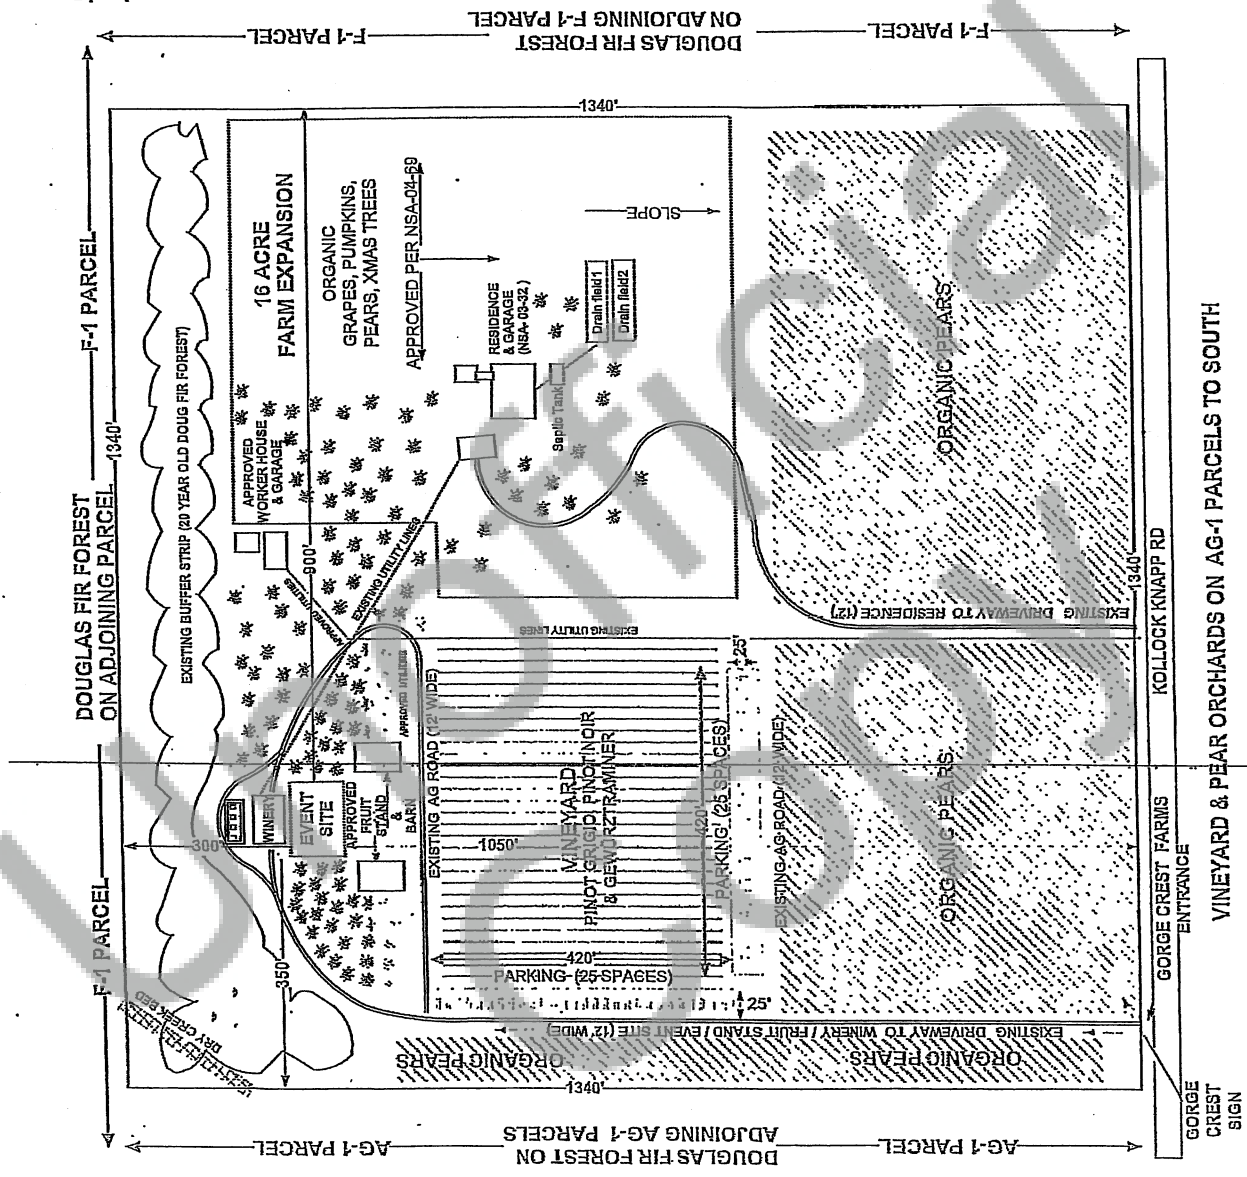 DOUGLAS FIR FOREST
ON ADJOINING F-1 PARCEL
F-1 PARCEL
F-1 PARCEL
F-1 PARCEL
DOUGLAS FIR FOREST
ON ADJOINING PARCEL
F-1 PARCEL
1340'
1340'
EXISTING BUFFER STRIP (20 YEAR OLD DOUG FIR FOREST)
16 ACRE
FARM EXPANSION
ORGANIC
GRAPES, PUMPKINS,
PEARS, XMAS TREES
APPROVED PER NSA-04-69
SLOPE
RESIDENCE
& GARAGE
(NSA-03-32)
Drain field1
Drain field2
Septic Tank
APPROVED
WORKER HOUSE
& GARAGE
900'
EXISTING UTILITY LINES
APPROVED UTILITIES
EXISTING UTILITY LINES
APPROVED UTILITIES
EXISTING AG ROAD (12' WIDE)
WINERY
EVENT
SITE
APPROVED
FRUIT
STAND
&
BARN
300'
350'
1050'
VINEYARD
PINOT GRIGIO, PINOT NOIR
& GEWURZTRAMINER
420'
PARKING (25 SPACES)
420'
PARKING (25 SPACES)
25'
25'
EXISTING AG ROAD (12' WIDE)
EXISTING DRIVEWAY TO RESIDENCE (12')
EXISTING DRIVEWAY TO WINERY / FRUIT STAND / EVENT SITE (12' WIDE)
ORGANIC PEARS
ORGANIC PEARS
ORGANIC PEARS
ORGANIC PEARS
DRY CREEK BED
1340'
1340'
KOLLOCK KNAPP RD
GORGE CREST FARMS
ENTRANCE
GORGE
CREST
SIGN
VINEYARD & PEAR ORCHARDS ON AG-1 PARCELS TO SOUTH
DOUGLAS FIR FOREST ON
ADJOINING AG-1 PARCELS
AG-1 PARCEL
AG-1 PARCEL
Unofficial
Copy